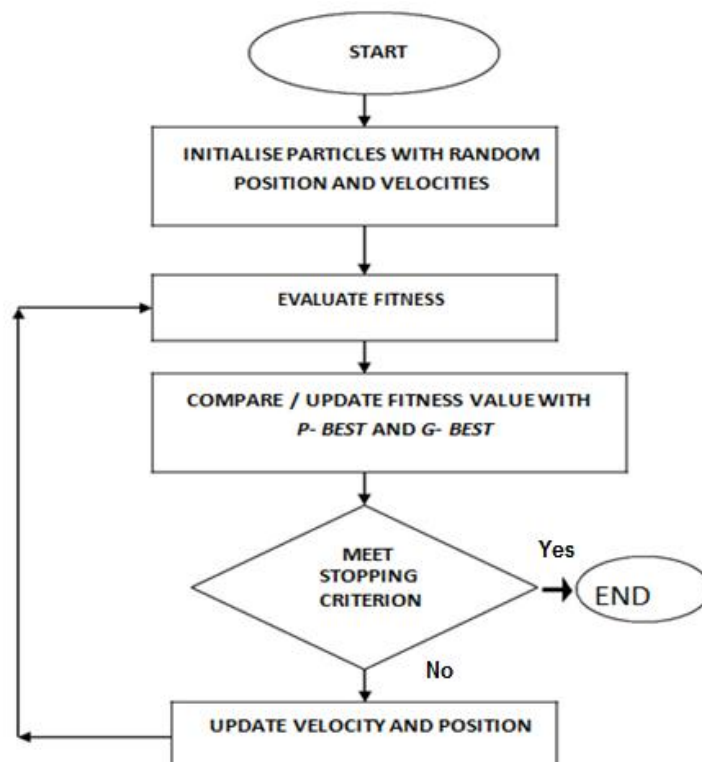 START
INITIALISE PARTICLES WITH RANDOM
POSITION AND VELOCITIES
EVALUATE FITNESS
COMPARE / UPDATE FITNESS VALUE WITH
P- BEST AND G- BEST
MEET
STOPPING
CRITERION
Yes
END
No
UPDATE VELOCITY AND POSITION